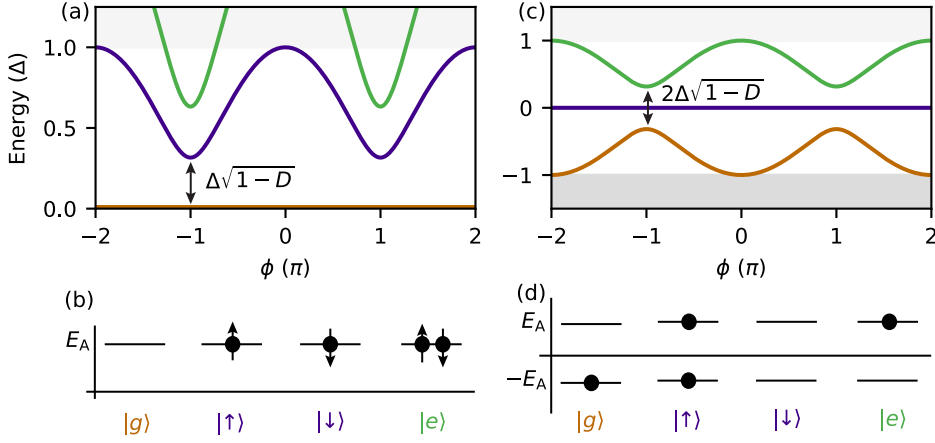 (a)
Energy (Δ)
1.0
0.5
0.0
Δ√1 − D
−2 −1 0 1 2
ϕ (π)
(b)
E_A
|g⟩ |↑⟩ |↓⟩ |e⟩
(c)
1
0
−1
2Δ√1 − D
−2 −1 0 1 2
ϕ (π)
(d)
E_A
−E_A
|g⟩ |↑⟩ |↓⟩ |e⟩